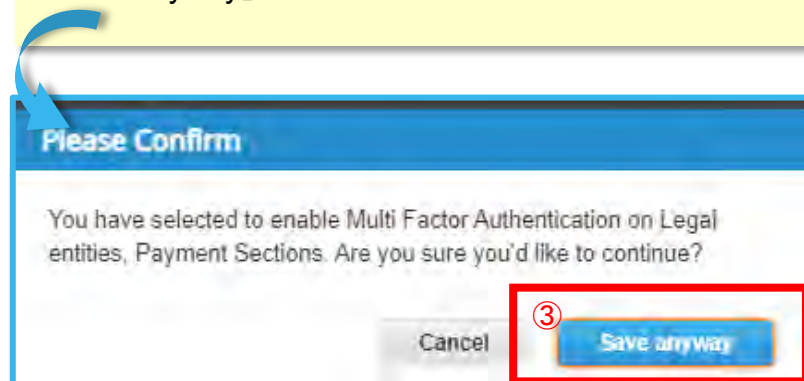 Please Confirm
You have selected to enable Multi Factor Authentication on Legal
entities, Payment Sections. Are you sure you'd like to continue?
③
Cancel
Save anyway